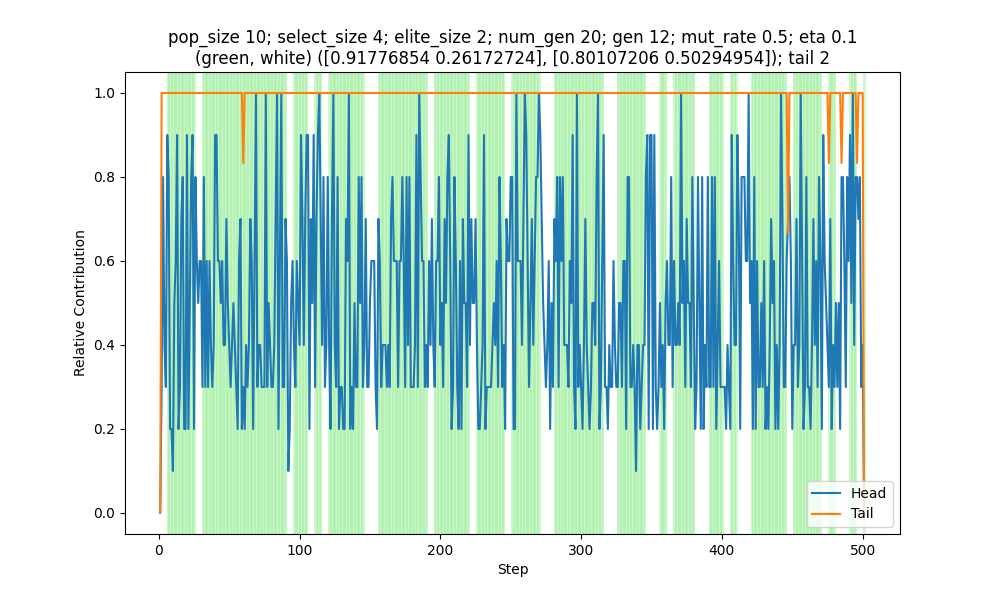 pop_size 10; select_size 4; elite_size 2; num_gen 20; gen 12; mut_rate 0.5; eta 0.1
(green, white) ([0.91776854 0.26172724], [0.80107206 0.50294954]); tail 2
1.0
0.8
0.6
0.4
0.2
0.0
Relative Contribution
0
100
200
300
400
500
Step
Head
Tail